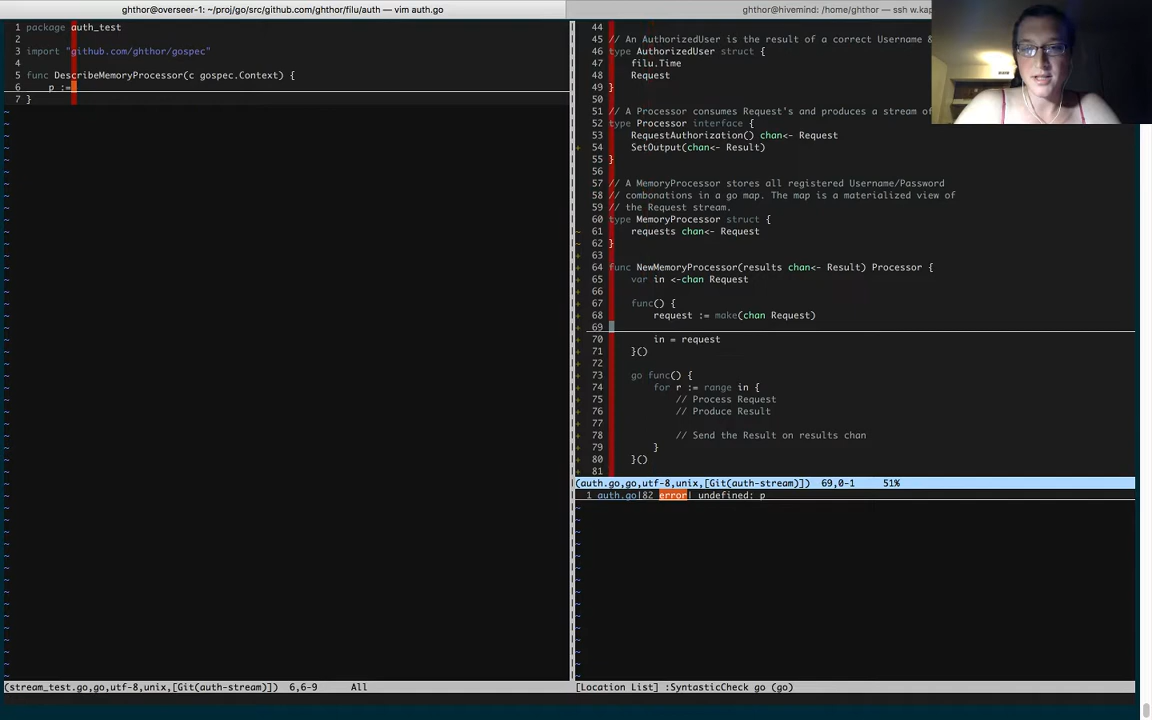 ghthor@overseer-1: ~/proj/go/src/github.com/ghthor/filu/auth — vim auth.go
ghthor@hivemind: /home/ghthor — ssh w.kap
1 package auth_test
2
3 import "github.com/ghthor/gospec"
4
5 func DescribeMemoryProcessor(c gospec.Context) {
6 p :=
7 }
~
(stream_test.go,go,utf-8,unix,[Git(auth-stream)]) 6,6-9 All
44
45 // An AuthorizedUser is the result of a correct Username &
46 type AuthorizedUser struct {
47 filu.Time
48 Request
49 }
50
51 // A Processor consumes Request's and produces a stream of
52 type Processor interface {
53 RequestAuthorization() chan<- Request
+ 54 SetOutput(chan<- Result)
55 }
56
57 // A MemoryProcessor stores all registered Username/Password
58 // combonations in a go map. The map is a materialized view of
59 // the Request stream.
60 type MemoryProcessor struct {
~ 61 requests chan<- Request
~ 62 }
+ 63
+ 64 func NewMemoryProcessor(results chan<- Result) Processor {
+ 65 var in <-chan Request
+ 66
+ 67 func() {
+ 68 request := make(chan Request)
+ 69
+ 70 in = request
+ 71 }()
+ 72
+ 73 go func() {
+ 74 for r := range in {
+ 75 // Process Request
+ 76 // Produce Result
+ 77
+ 78 // Send the Result on results chan
+ 79 }
+ 80 }()
+ 81
(auth.go,go,utf-8,unix,[Git(auth-stream)]) 69,0-1 51%
1 auth.go|82 error| undefined: p
~
[Location List] :SyntasticCheck go (go)